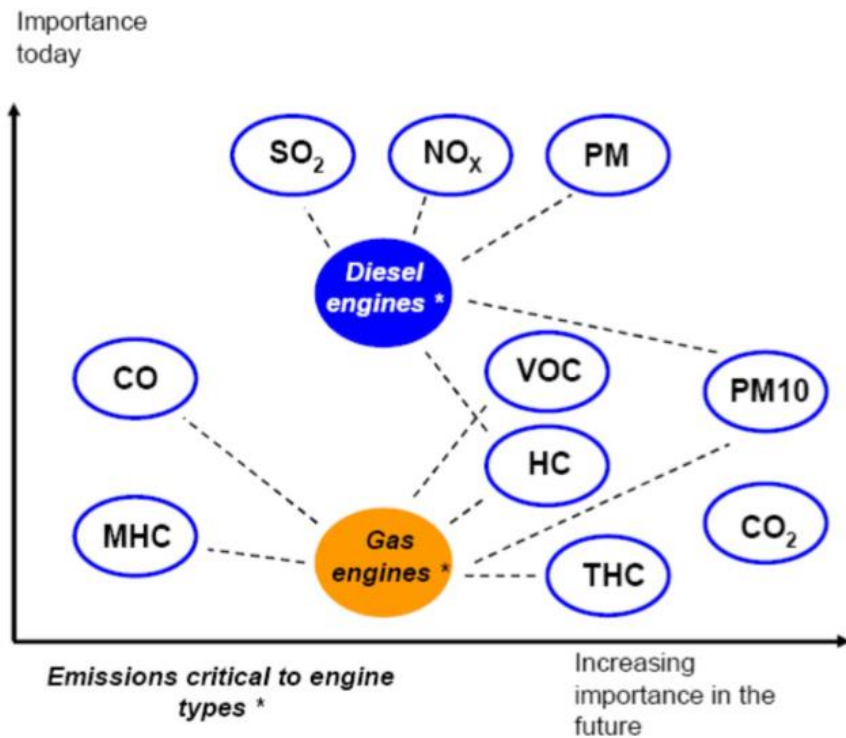 Importance
today
SO₂
NOₓ
PM
Diesel
engines *
CO
VOC
PM10
HC
MHC
Gas
engines *
THC
CO₂
Emissions critical to engine
types *
Increasing
importance in the
future